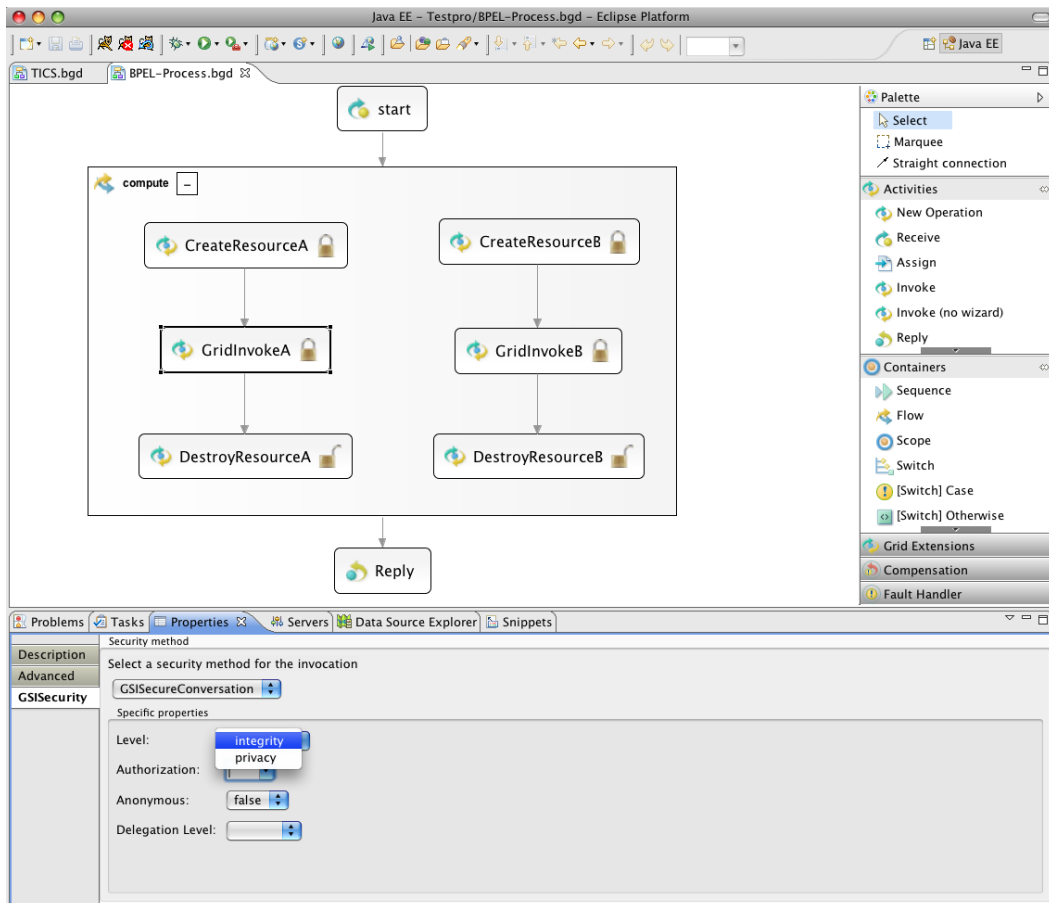 Java EE - Testpro/BPEL-Process.bgd - Eclipse Platform
Java EE
TICS.bgd
BPEL-Process.bgd
start
compute
CreateResourceA
CreateResourceB
GridInvokeA
GridInvokeB
DestroyResourceA
DestroyResourceB
Reply
Palette
Select
Marquee
Straight connection
Activities
New Operation
Receive
Assign
Invoke
Invoke (no wizard)
Reply
Containers
Sequence
Flow
Scope
Switch
[Switch] Case
[Switch] Otherwise
Grid Extensions
Compensation
Fault Handler
Problems Tasks Properties Servers Data Source Explorer Snippets
Description
Advanced
GSISecurity
Security method
Select a security method for the invocation
GSISecureConversation
Specific properties
Level: integrity
privacy
Authorization:
Anonymous: false
Delegation Level: